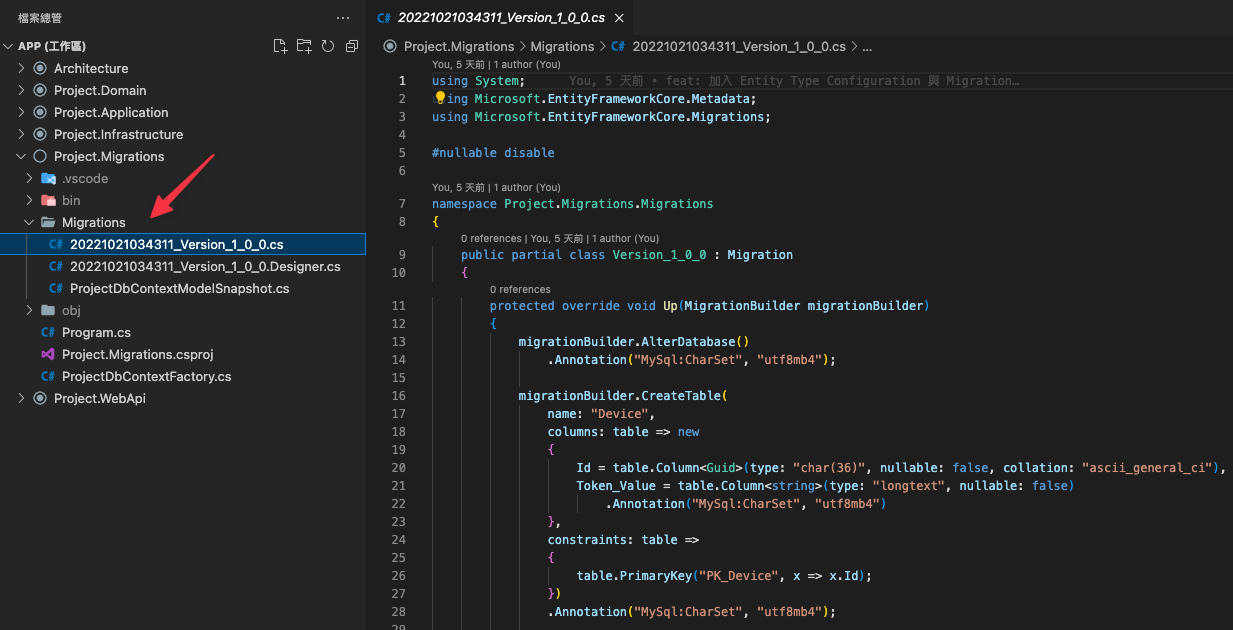 檔案總管
APP (工作區)
Architecture
Project.Domain
Project.Application
Project.Infrastructure
Project.Migrations
.vscode
bin
Migrations
C# 20221021034311_Version_1_0_0.cs
C# 20221021034311_Version_1_0_0.Designer.cs
C# ProjectDbContextModelSnapshot.cs
obj
C# Program.cs
Project.Migrations.csproj
C# ProjectDbContextFactory.cs
Project.WebApi
C# 20221021034311_Version_1_0_0.cs
Project.Migrations > Migrations > C# 20221021034311_Version_1_0_0.cs > ...
You, 5 天前 | 1 author (You)
1 using System; You, 5 天前 • feat: 加入 Entity Type Configuration 與 Migration…
2 using Microsoft.EntityFrameworkCore.Metadata;
3 using Microsoft.EntityFrameworkCore.Migrations;
4
5 #nullable disable
6
You, 5 天前 | 1 author (You)
7 namespace Project.Migrations.Migrations
8 {
0 references | You, 5 天前 | 1 author (You)
9 public partial class Version_1_0_0 : Migration
10 {
0 references
11 protected override void Up(MigrationBuilder migrationBuilder)
12 {
13 migrationBuilder.AlterDatabase()
14 .Annotation("MySql:CharSet", "utf8mb4");
15
16 migrationBuilder.CreateTable(
17 name: "Device",
18 columns: table => new
19 {
20 Id = table.Column<Guid>(type: "char(36)", nullable: false, collation: "ascii_general_ci"),
21 Token_Value = table.Column<string>(type: "longtext", nullable: false)
22 .Annotation("MySql:CharSet", "utf8mb4")
23 },
24 constraints: table =>
25 {
26 table.PrimaryKey("PK_Device", x => x.Id);
27 })
28 .Annotation("MySql:CharSet", "utf8mb4");
29